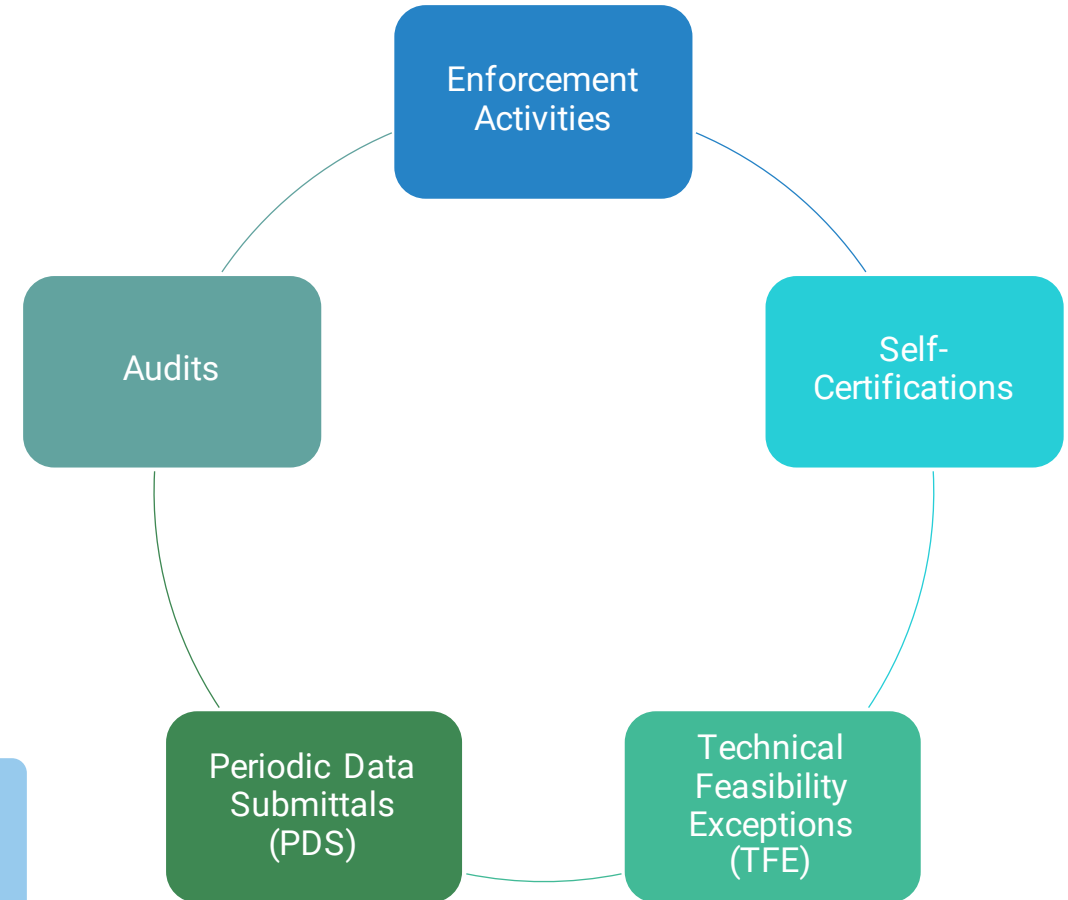 Enforcement
Activities
Self-
Certifications
Technical
Feasibility
Exceptions
(TFE)
Periodic Data
Submittals
(PDS)
Audits